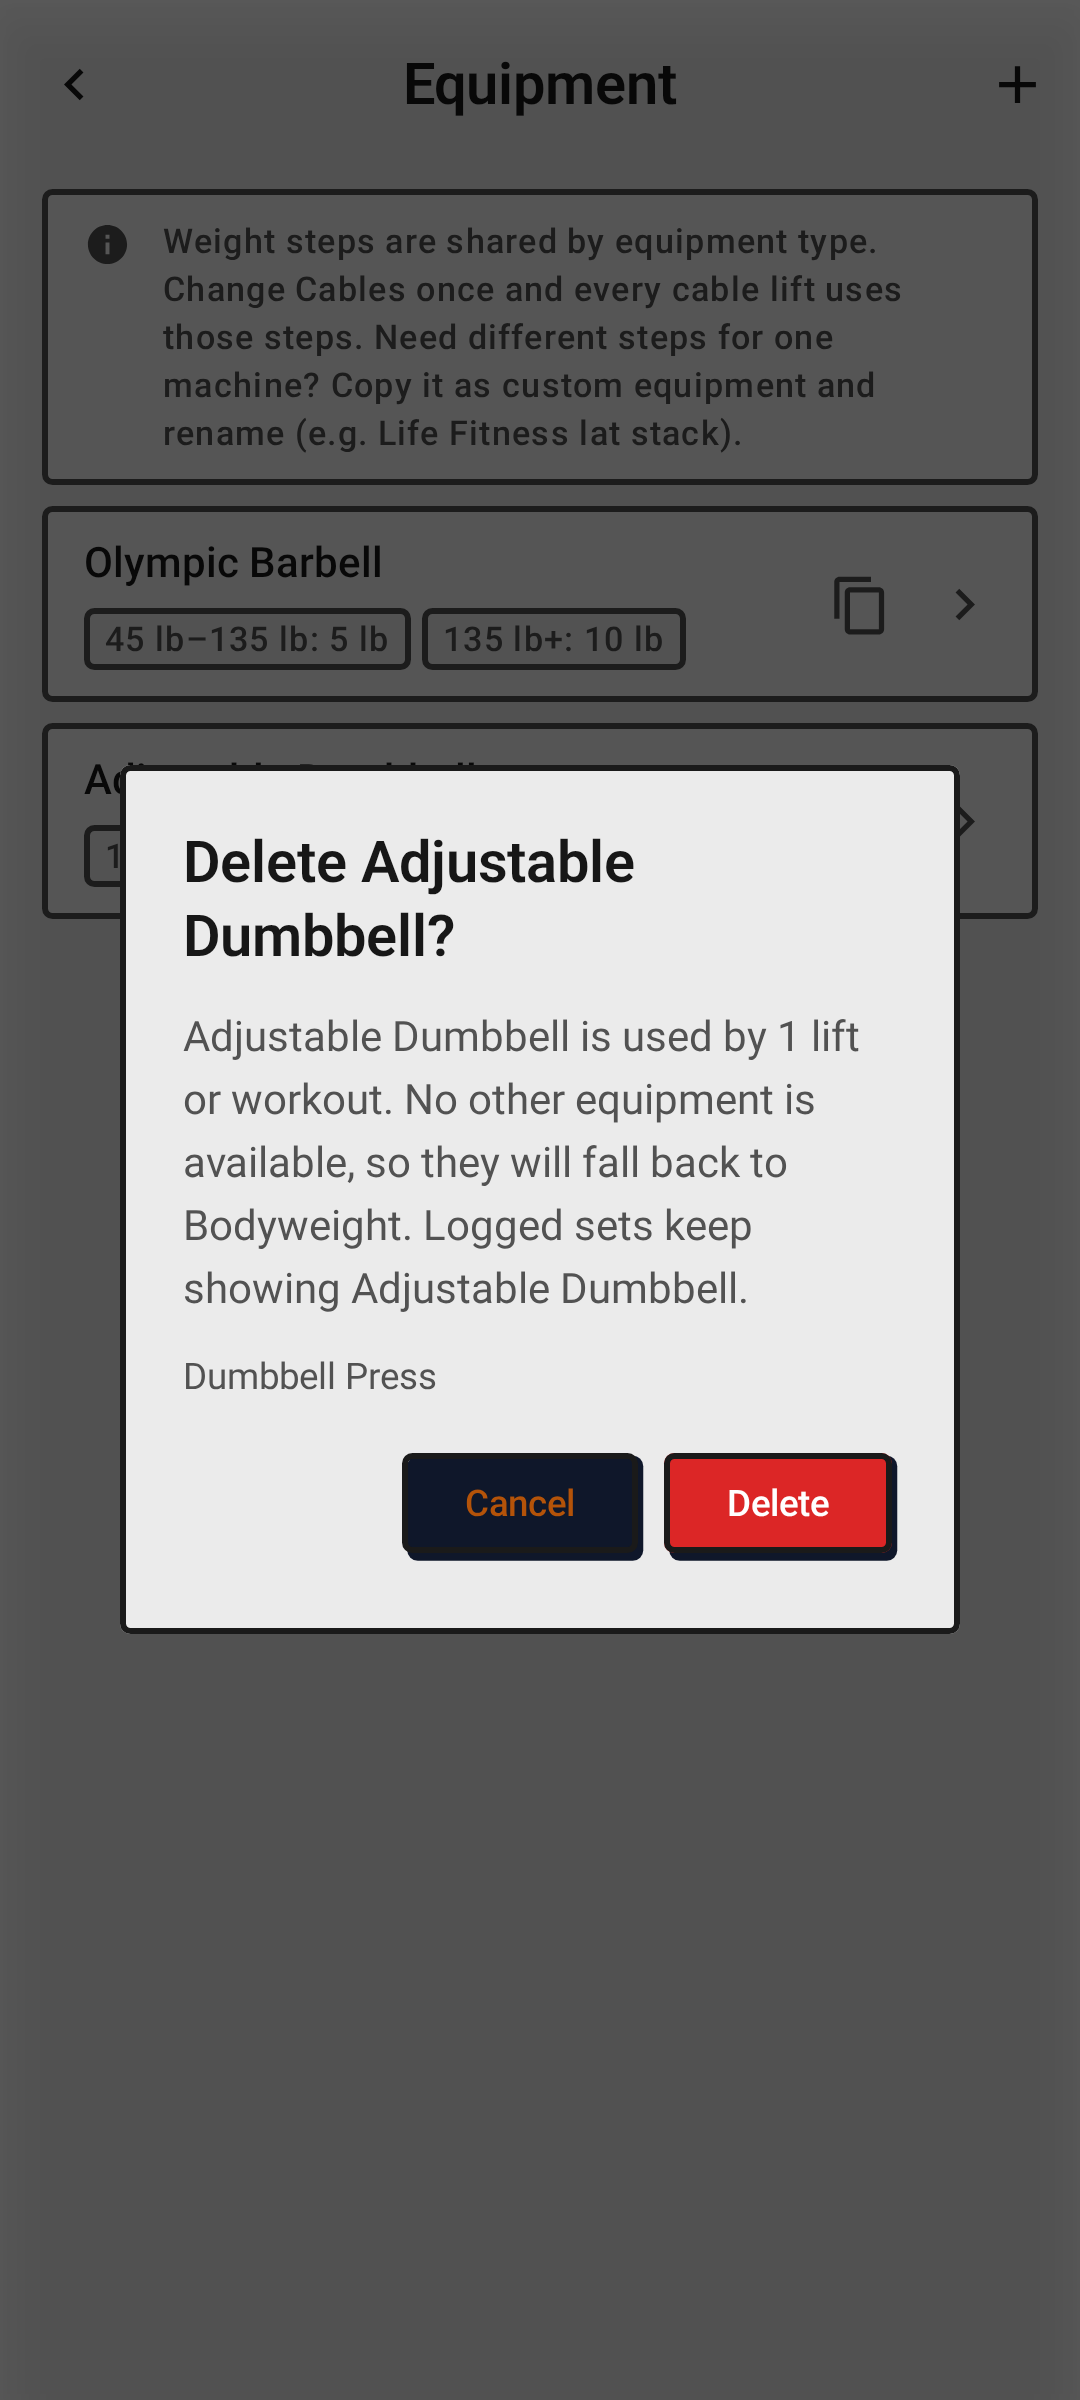 Equipment
Weight steps are shared by equipment type.
Change Cables once and every cable lift uses
those steps. Need different steps for one
machine? Copy it as custom equipment and
rename (e.g. Life Fitness lat stack).
Olympic Barbell
45 lb–135 lb: 5 lb
135 lb+: 10 lb
Delete Adjustable
Dumbbell?
Adjustable Dumbbell is used by 1 lift
or workout. No other equipment is
available, so they will fall back to
Bodyweight. Logged sets keep
showing Adjustable Dumbbell.
Dumbbell Press
Cancel
Delete